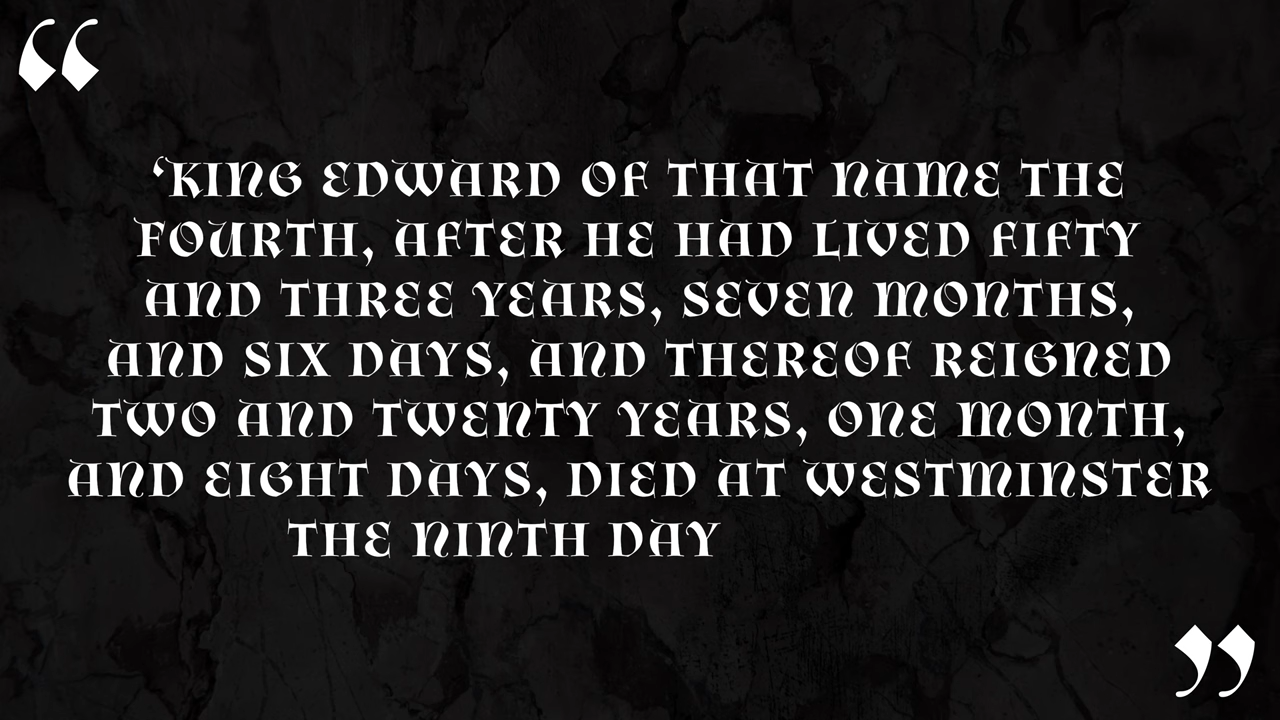 “
‘KING EDWARD OF THAT NAME THE
FOURTH, AFTER HE HAD LIVED FIFTY
AND THREE YEARS, SEVEN MONTHS,
AND SIX DAYS, AND THEREOF REIGNED
TWO AND TWENTY YEARS, ONE MONTH,
AND EIGHT DAYS, DIED AT WESTMINSTER
THE NINTH DAY
”